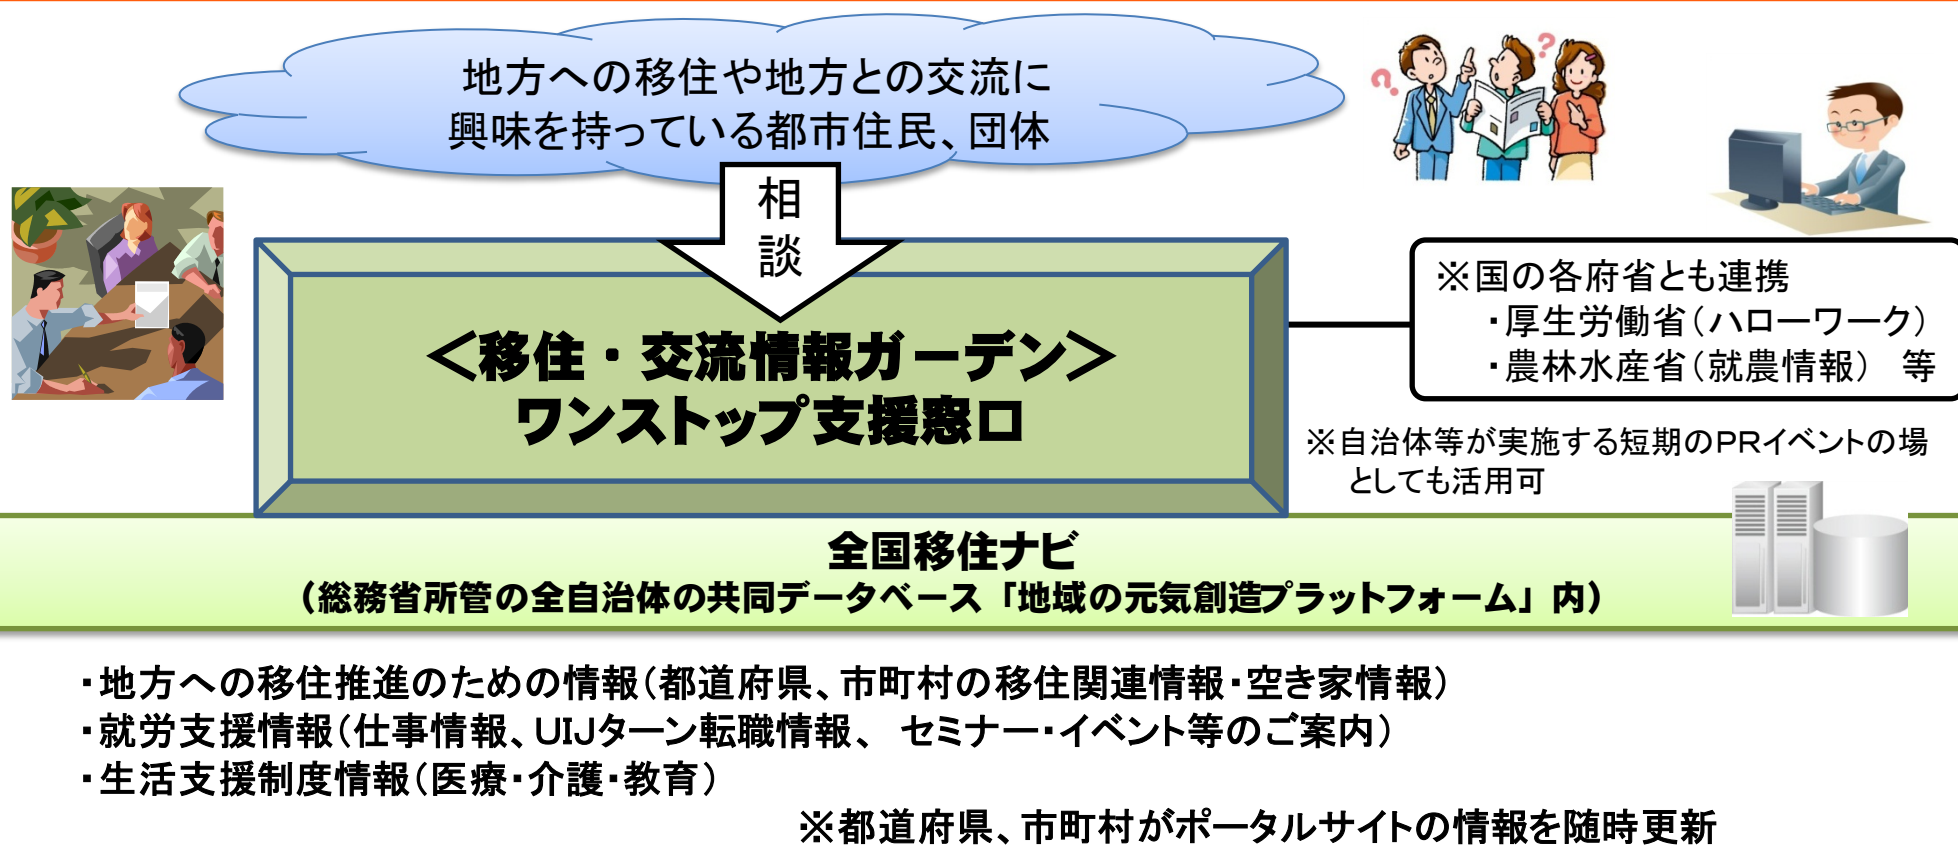 地方への移住や地方との交流に
興味を持っている都市住民、団体
相
談
＜移住・交流情報ガーデン＞
ワンストップ支援窓口
※国の各府省とも連携
・厚生労働省（ハローワーク）
・農林水産省（就農情報）　等
※自治体等が実施する短期のＰＲイベントの場
としても活用可
全国移住ナビ
（総務省所管の全自治体の共同データベース「地域の元気創造プラットフォーム」内）
・地方への移住推進のための情報（都道府県、市町村の移住関連情報・空き家情報）
・就労支援情報（仕事情報、ＵＩＪターン転職情報、 セミナー・イベント等のご案内）
・生活支援制度情報（医療・介護・教育）
※都道府県、市町村がポータルサイトの情報を随時更新